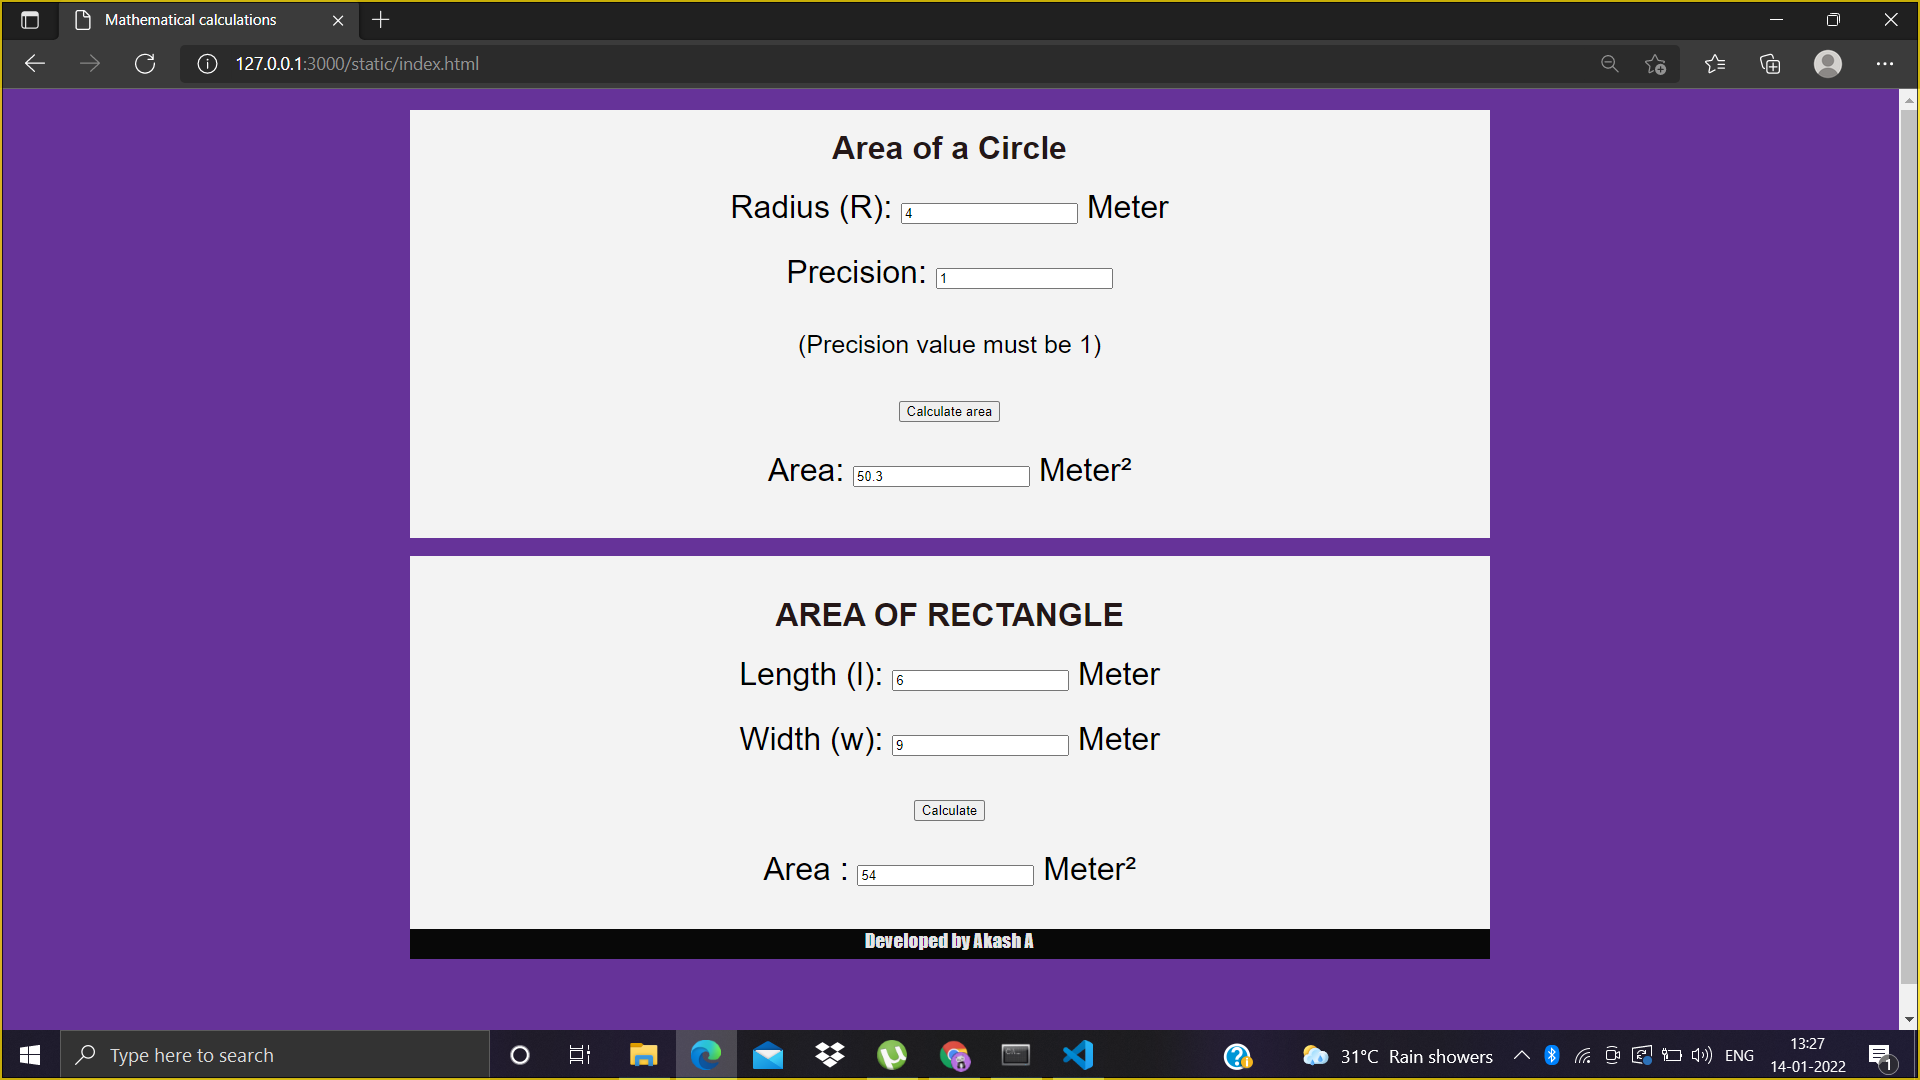 Mathematical calculations
127.0.0.1:3000/static/index.html
Area of a Circle
Radius (R): 4 Meter
Precision: 1
(Precision value must be 1)
Calculate area
Area: 50.3 Meter²
AREA OF RECTANGLE
Length (l): 6 Meter
Width (w): 9 Meter
Calculate
Area : 54 Meter²
Developed by Akash A
Type here to search
31°C Rain showers
ENG
13:27
14-01-2022
1